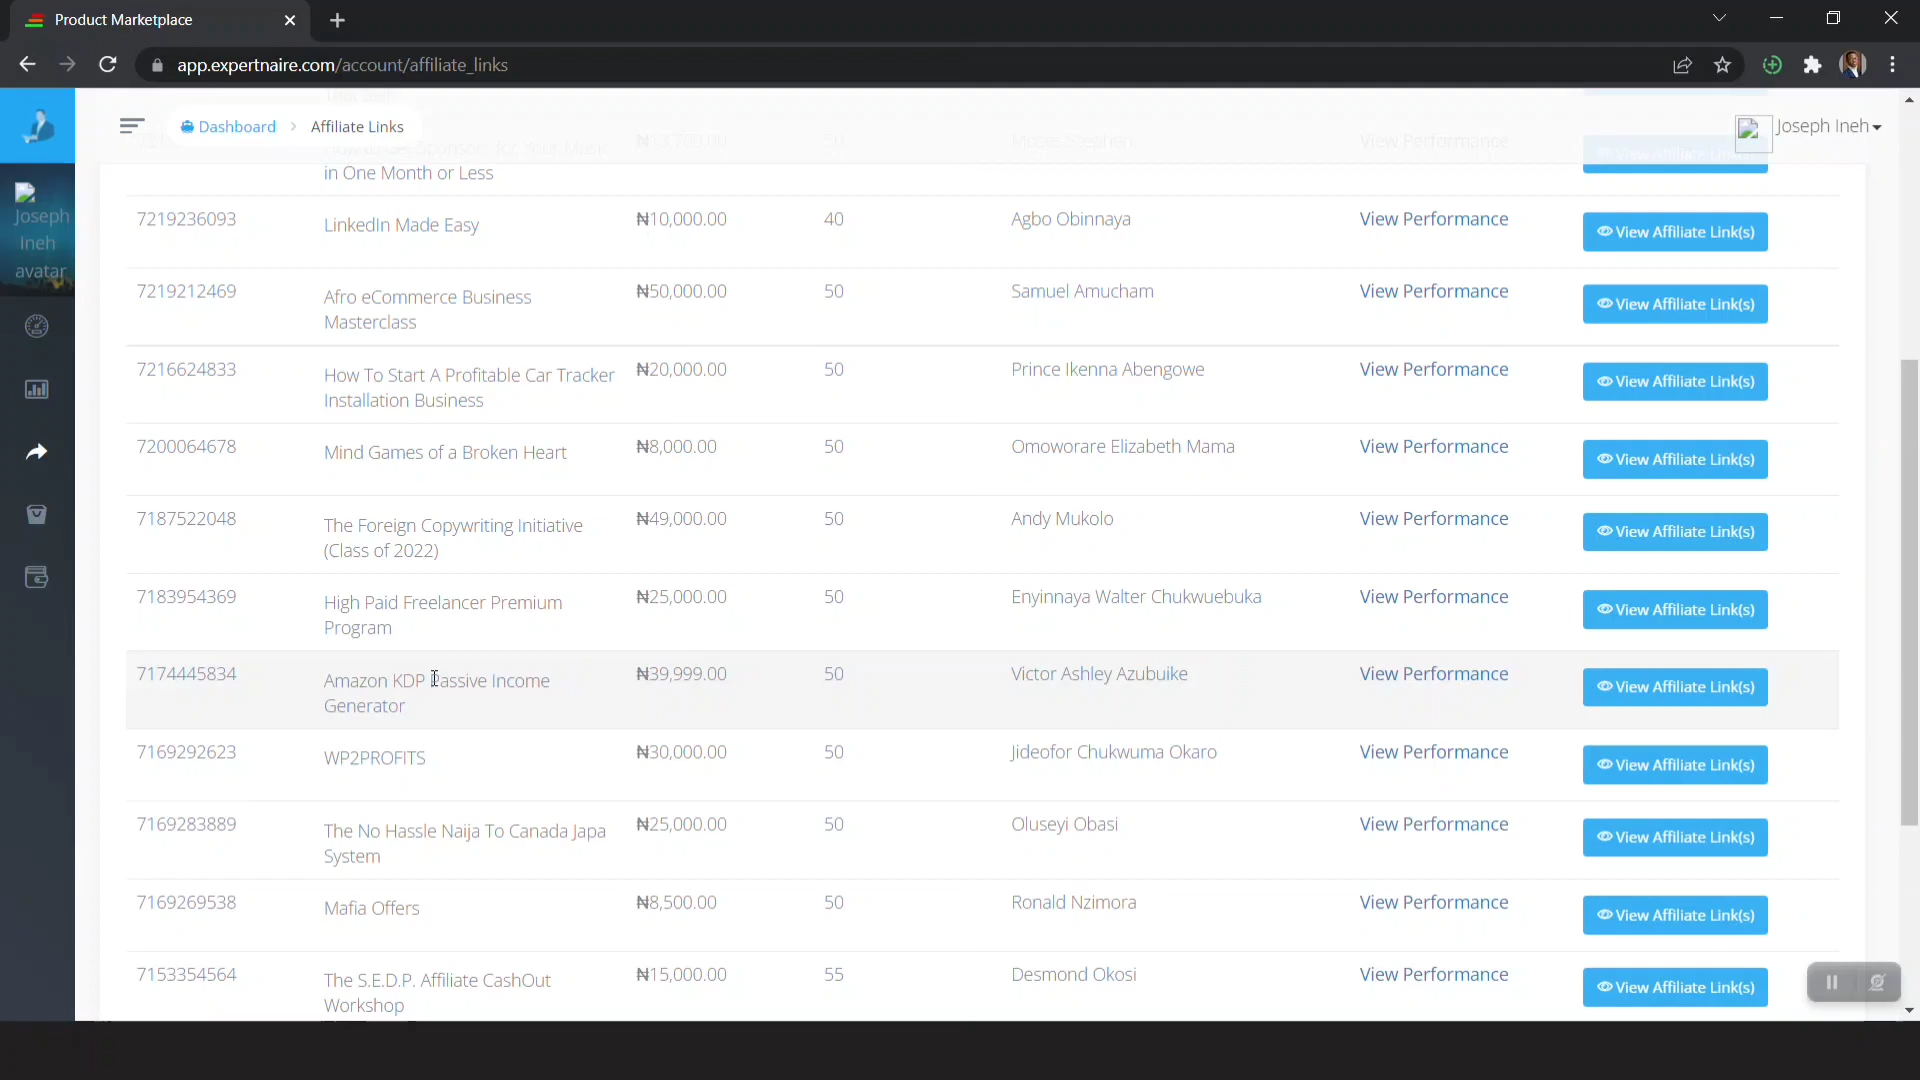 Product Marketplace
app.expertnaire.com/account/affiliate_links
Dashboard > Affiliate Links
Joseph Ineh
Joseph
Ineh
avatar
in One Month or Less
7219236093 LinkedIn Made Easy ₦10,000.00 40 Agbo Obinnaya View Performance View Affiliate Link(s)
7219212469 Afro eCommerce Business ₦50,000.00 50 Samuel Amucham View Performance View Affiliate Link(s)
Masterclass
7216624833 How To Start A Profitable Car Tracker ₦20,000.00 50 Prince Ikenna Abengowe View Performance View Affiliate Link(s)
Installation Business
7200064678 Mind Games of a Broken Heart ₦8,000.00 50 Omoworare Elizabeth Mama View Performance View Affiliate Link(s)
7187522048 The Foreign Copywriting Initiative ₦49,000.00 50 Andy Mukolo View Performance View Affiliate Link(s)
(Class of 2022)
7183954369 High Paid Freelancer Premium ₦25,000.00 50 Enyinnaya Walter Chukwuebuka View Performance View Affiliate Link(s)
Program
7174445834 Amazon KDP Passive Income ₦39,999.00 50 Victor Ashley Azubuike View Performance View Affiliate Link(s)
Generator
7169292623 WP2PROFITS ₦30,000.00 50 Jideofor Chukwuma Okaro View Performance View Affiliate Link(s)
7169283889 The No Hassle Naija To Canada Japa ₦25,000.00 50 Oluseyi Obasi View Performance View Affiliate Link(s)
System
7169269538 Mafia Offers ₦8,500.00 50 Ronald Nzimora View Performance View Affiliate Link(s)
7153354564 The S.E.D.P. Affiliate CashOut ₦15,000.00 55 Desmond Okosi View Performance View Affiliate Link(s)
Workshop